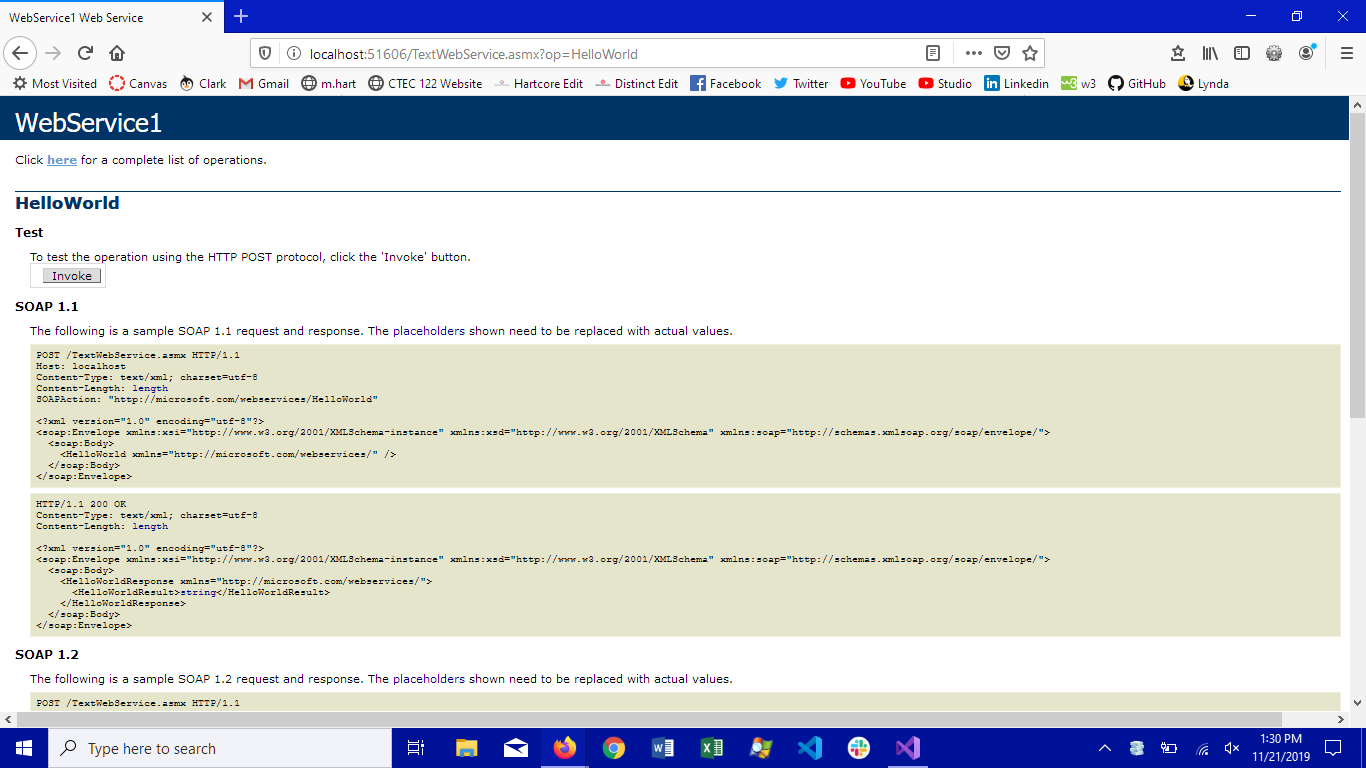 WebService1 Web Service
localhost:51606/TextWebService.asmx?op=HelloWorld
Most Visited Canvas Clark Gmail m.hart CTEC 122 Website Hartcore Edit Distinct Edit Facebook Twitter YouTube Studio Linkedin w3 GitHub Lynda
WebService1
Click here for a complete list of operations.
HelloWorld
Test
To test the operation using the HTTP POST protocol, click the 'Invoke' button.
Invoke
SOAP 1.1
The following is a sample SOAP 1.1 request and response. The placeholders shown need to be replaced with actual values.
POST /TextWebService.asmx HTTP/1.1
Host: localhost
Content-Type: text/xml; charset=utf-8
Content-Length: length
SOAPAction: "http://microsoft.com/webservices/HelloWorld"
<?xml version="1.0" encoding="utf-8"?>
<soap:Envelope xmlns:xsi="http://www.w3.org/2001/XMLSchema-instance" xmlns:xsd="http://www.w3.org/2001/XMLSchema" xmlns:soap="http://schemas.xmlsoap.org/soap/envelope/">
<soap:Body>
<HelloWorld xmlns="http://microsoft.com/webservices/" />
</soap:Body>
</soap:Envelope>
HTTP/1.1 200 OK
Content-Type: text/xml; charset=utf-8
Content-Length: length
<?xml version="1.0" encoding="utf-8"?>
<soap:Envelope xmlns:xsi="http://www.w3.org/2001/XMLSchema-instance" xmlns:xsd="http://www.w3.org/2001/XMLSchema" xmlns:soap="http://schemas.xmlsoap.org/soap/envelope/">
<soap:Body>
<HelloWorldResponse xmlns="http://microsoft.com/webservices/">
<HelloWorldResult>string</HelloWorldResult>
</HelloWorldResponse>
</soap:Body>
</soap:Envelope>
SOAP 1.2
The following is a sample SOAP 1.2 request and response. The placeholders shown need to be replaced with actual values.
POST /TextWebService.asmx HTTP/1.1
Type here to search
1:30 PM
11/21/2019